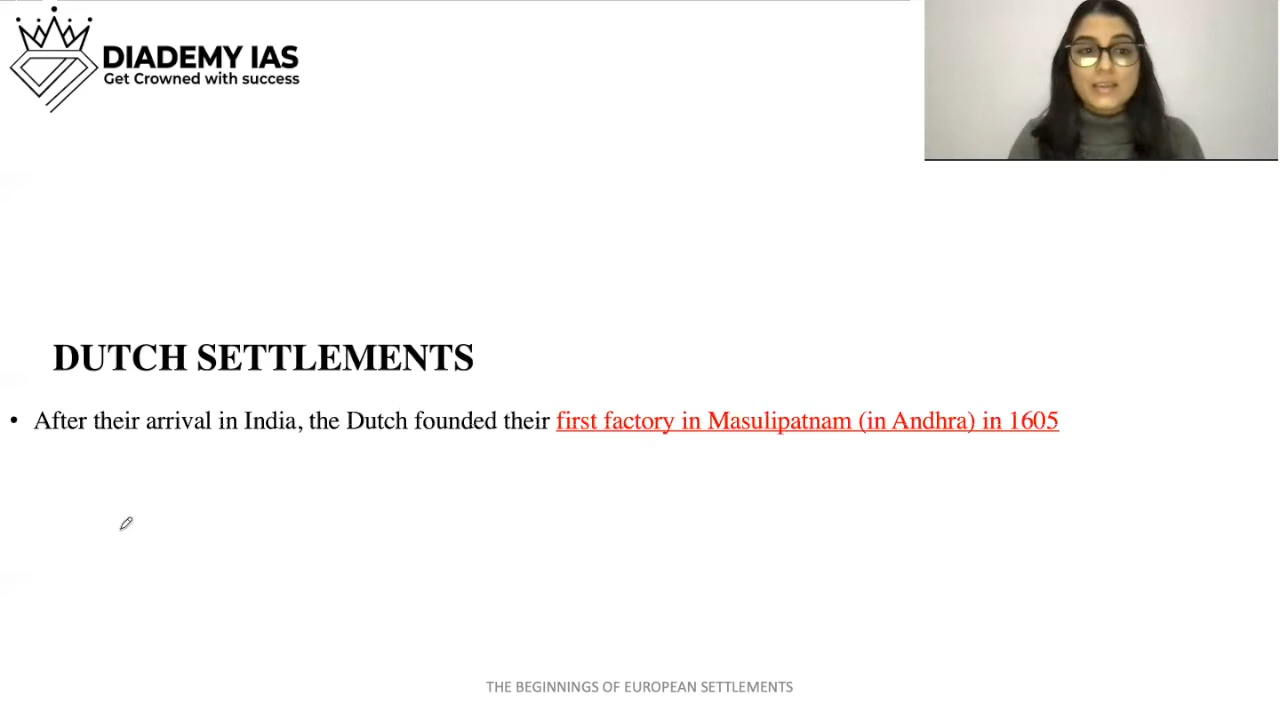 DIADEMY IAS
Get Crowned with success
DUTCH SETTLEMENTS
• After their arrival in India, the Dutch founded their first factory in Masulipatnam (in Andhra) in 1605
THE BEGINNINGS OF EUROPEAN SETTLEMENTS